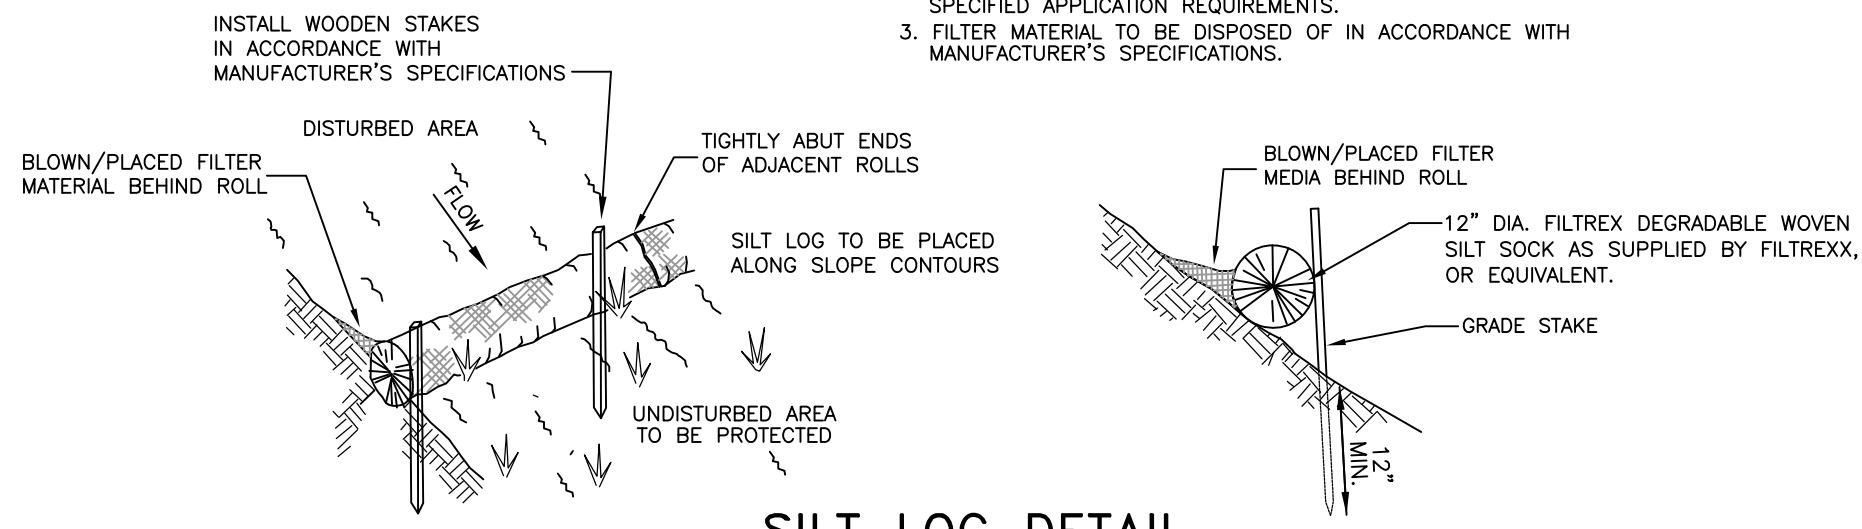 SPECIFIED APPLICATION REQUIREMENTS.
3. FILTER MATERIAL TO BE DISPOSED OF IN ACCORDANCE WITH
MANUFACTURER'S SPECIFICATIONS.
INSTALL WOODEN STAKES
IN ACCORDANCE WITH
MANUFACTURER'S SPECIFICATIONS
DISTURBED AREA
BLOWN/PLACED FILTER
MATERIAL BEHIND ROLL
FLOW
TIGHTLY ABUT ENDS
OF ADJACENT ROLLS
SILT LOG TO BE PLACED
ALONG SLOPE CONTOURS
UNDISTURBED AREA
TO BE PROTECTED
BLOWN/PLACED FILTER
MEDIA BEHIND ROLL
12" DIA. FILTREX DEGRADABLE WOVEN
SILT SOCK AS SUPPLIED BY FILTREXX,
OR EQUIVALENT.
GRADE STAKE
12"
MIN.
SILT LOG DETAIL